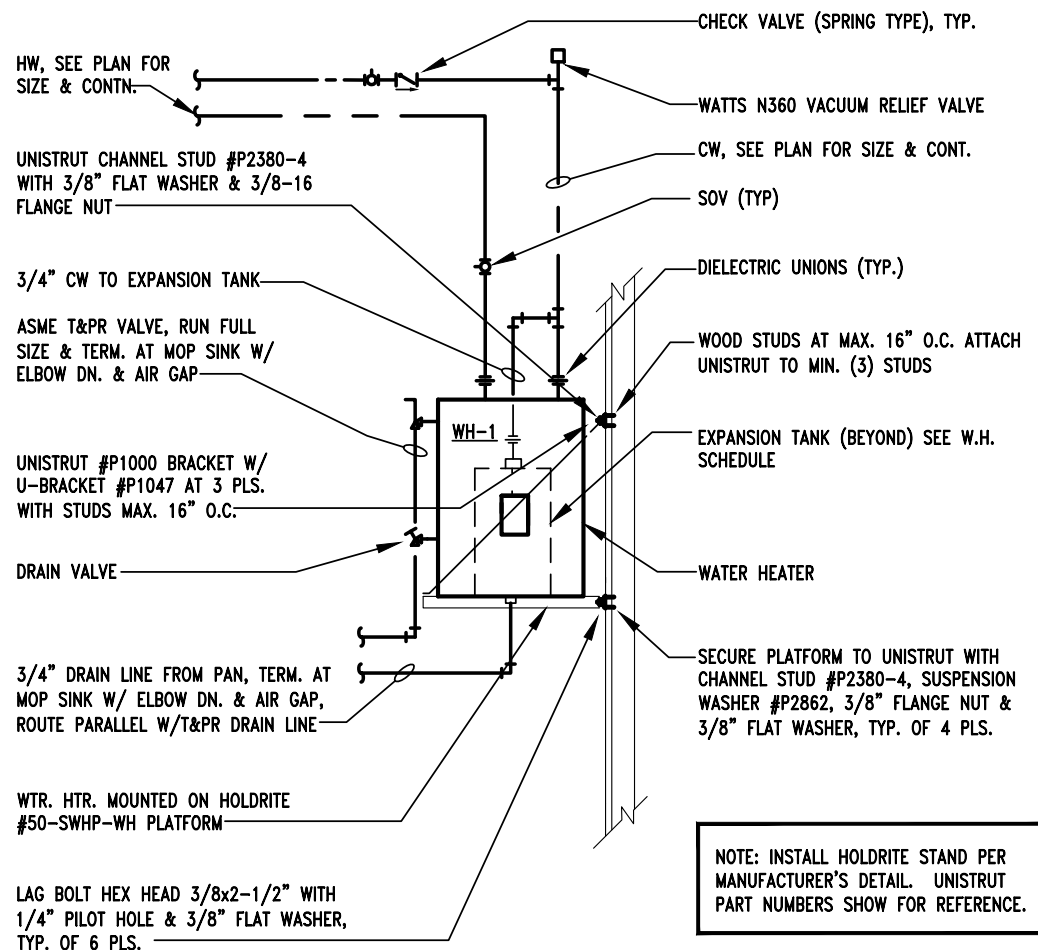 CHECK VALVE (SPRING TYPE), TYP.
HW, SEE PLAN FOR
SIZE & CONTN.
WATTS N360 VACUUM RELIEF VALVE
CW, SEE PLAN FOR SIZE & CONT.
UNISTRUT CHANNEL STUD #P2380-4
WITH 3/8" FLAT WASHER & 3/8-16
FLANGE NUT
SOV (TYP)
3/4" CW TO EXPANSION TANK
DIELECTRIC UNIONS (TYP.)
ASME T&PR VALVE, RUN FULL
SIZE & TERM. AT MOP SINK W/
ELBOW DN. & AIR GAP
WOOD STUDS AT MAX. 16" O.C. ATTACH
UNISTRUT TO MIN. (3) STUDS
WH-1
EXPANSION TANK (BEYOND) SEE W.H.
SCHEDULE
UNISTRUT #P1000 BRACKET W/
U-BRACKET #P1047 AT 3 PLS.
WITH STUDS MAX. 16" O.C.
DRAIN VALVE
WATER HEATER
3/4" DRAIN LINE FROM PAN, TERM. AT
MOP SINK W/ ELBOW DN. & AIR GAP,
ROUTE PARALLEL W/T&PR DRAIN LINE
SECURE PLATFORM TO UNISTRUT WITH
CHANNEL STUD #P2380-4, SUSPENSION
WASHER #P2862, 3/8" FLANGE NUT &
3/8" FLAT WASHER, TYP. OF 4 PLS.
WTR. HTR. MOUNTED ON HOLDRITE
#50-SWHP-WH PLATFORM
LAG BOLT HEX HEAD 3/8x2-1/2" WITH
1/4" PILOT HOLE & 3/8" FLAT WASHER,
TYP. OF 6 PLS.
NOTE: INSTALL HOLDRITE STAND PER
MANUFACTURER'S DETAIL. UNISTRUT
PART NUMBERS SHOW FOR REFERENCE.